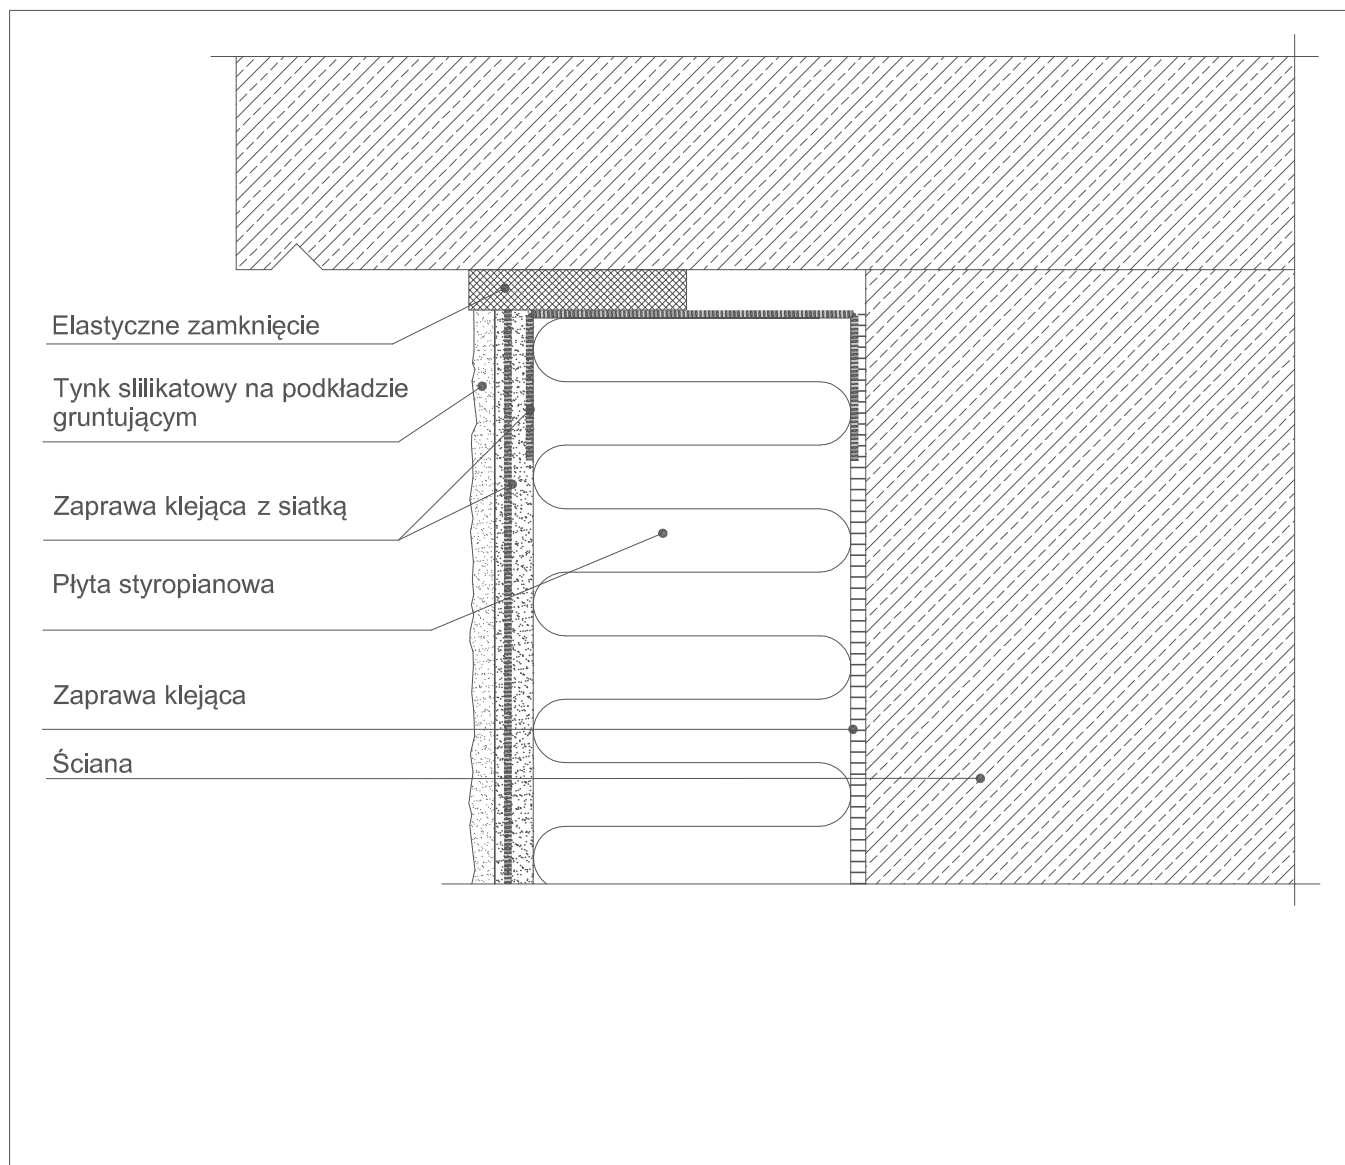 Elastyczne zamknięcie
Tynk slilikatowy na podkładzie
gruntującym
Zaprawa klejąca z siatką
Płyta styropianowa
Zaprawa klejąca
Ściana